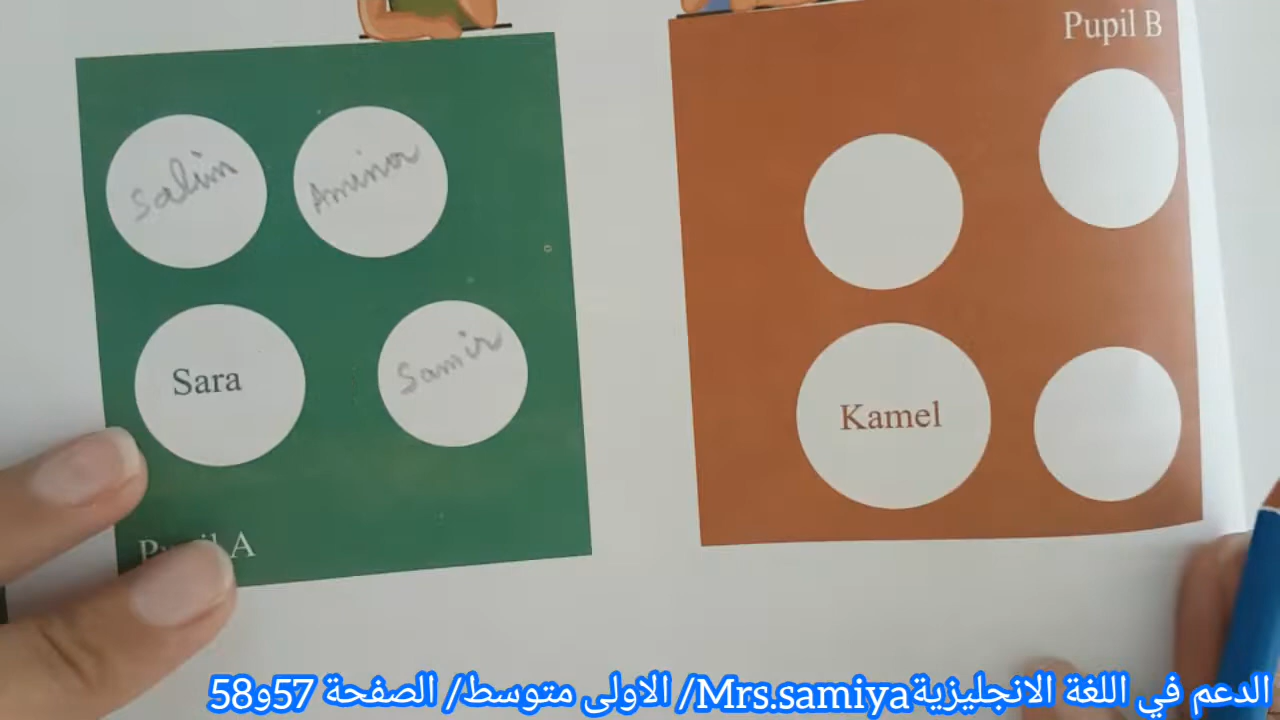 Pupil B
Salim
Amina
Sara
Samir
Kamel
A
الدعم في اللغة الانجليزيةMrs.samiya/ الاولى متوسط/ الصفحة 57و58